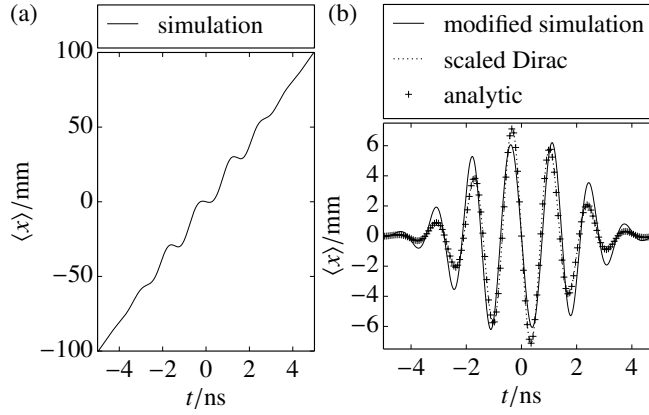 (a)
simulation
100
50
0
−50
−100
⟨x⟩/mm
−4 −2 0 2 4
t/ns
(b)
modified simulation
scaled Dirac
analytic
6
4
2
0
−2
−4
−6
⟨x⟩/mm
−4 −2 0 2 4
t/ns